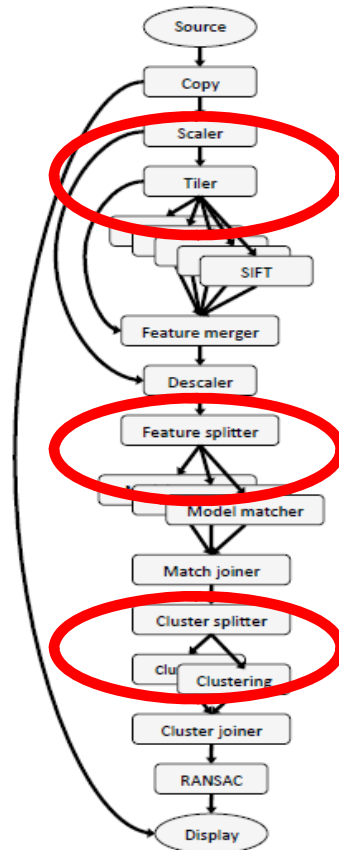 Source
Copy
Scaler
Tiler
SIFT
Feature merger
Descaler
Feature splitter
Model matcher
Match joiner
Cluster splitter
Clu
Clustering
Cluster joiner
RANSAC
Display